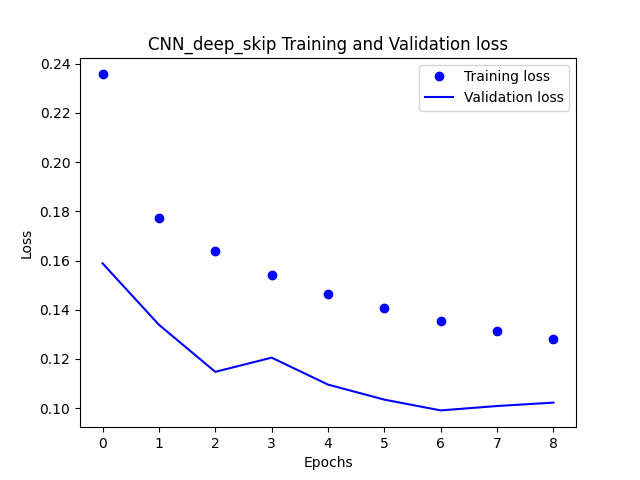 CNN_deep_skip Training and Validation loss
Training loss
Validation loss
Loss
0.24
0.22
0.20
0.18
0.16
0.14
0.12
0.10
0 1 2 3 4 5 6 7 8
Epochs